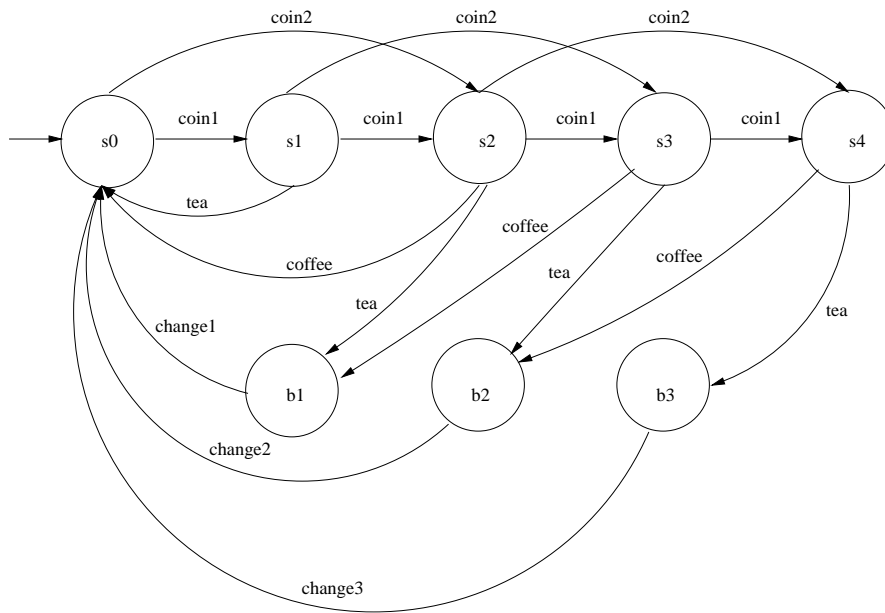 coin2
coin2
coin2
coin1
coin1
coin1
coin1
s0
s1
s2
s3
s4
tea
coffee
coffee
coffee
tea
tea
tea
change1
b1
b2
b3
change2
change3